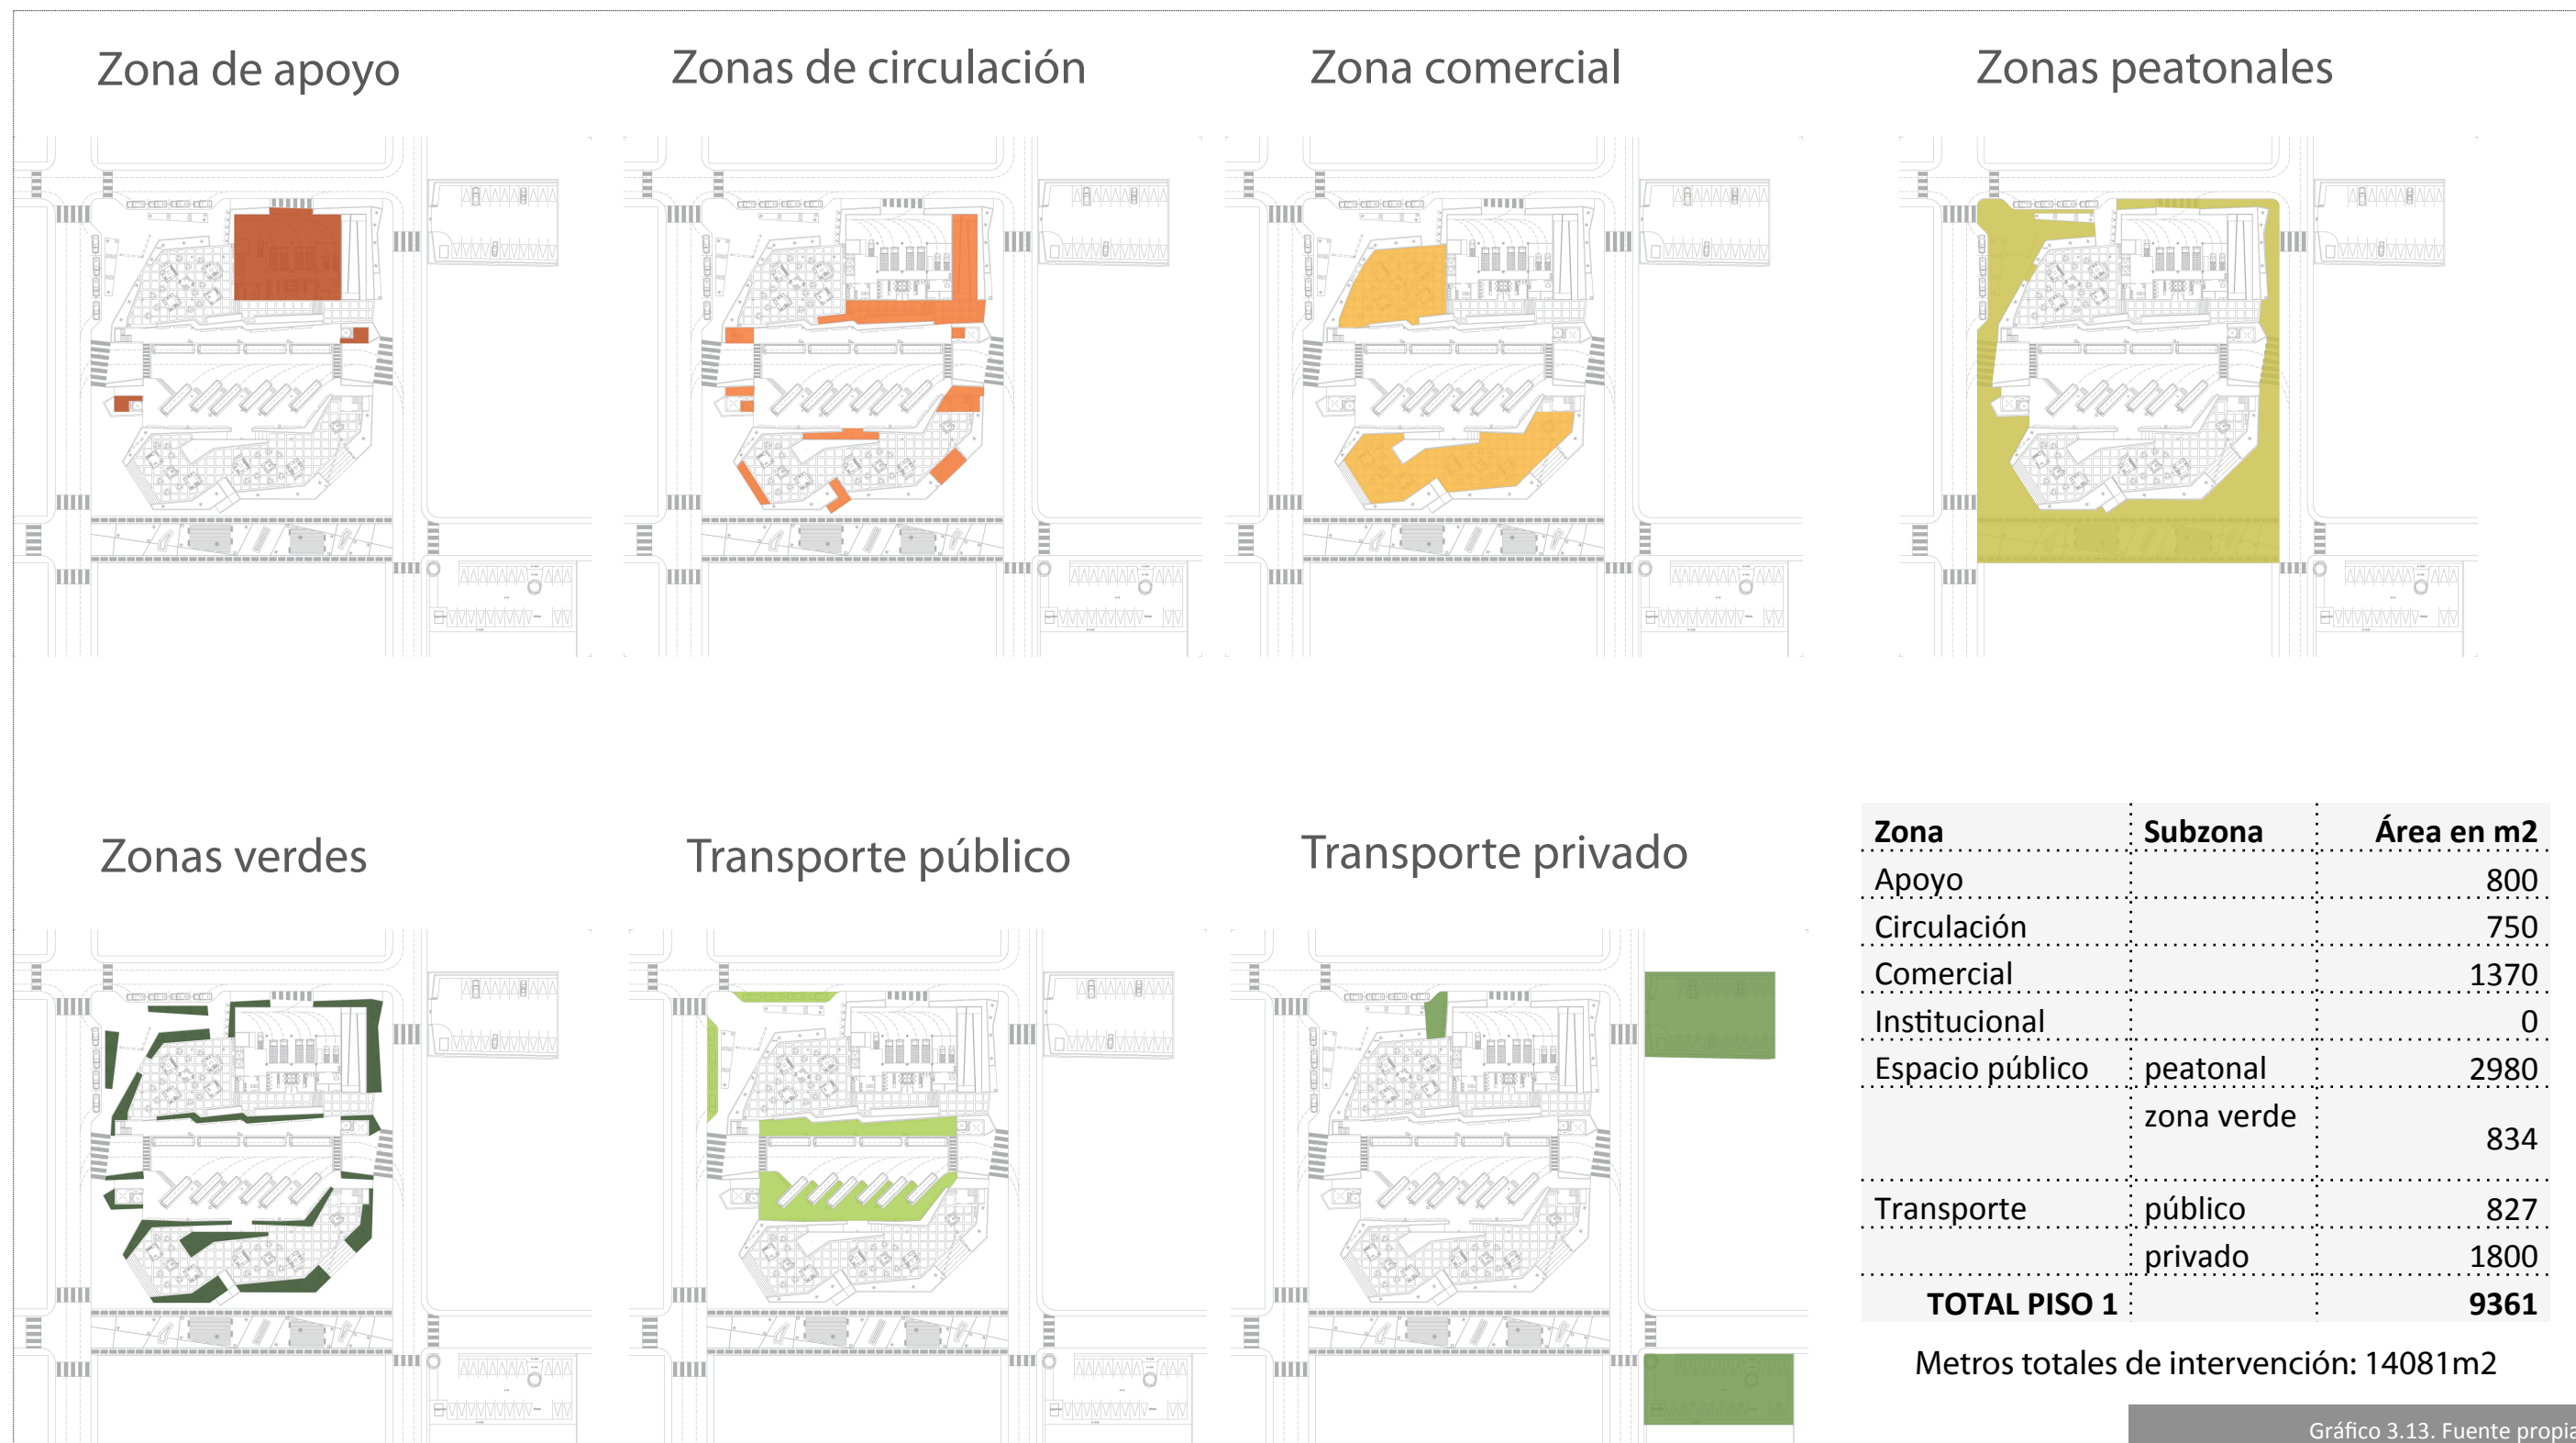 Zona de apoyo
Zonas de circulación
Zona comercial
Zonas peatonales
Zonas verdes
Transporte público
Transporte privado
Zona Subzona Área en m2
Apoyo 800
Circulación 750
Comercial 1370
Institucional 0
Espacio público peatonal 2980
zona verde 834
Transporte público 827
privado 1800
TOTAL PISO 1 9361
Metros totales de intervención: 14081m2
Gráfico 3.13. Fuente propia